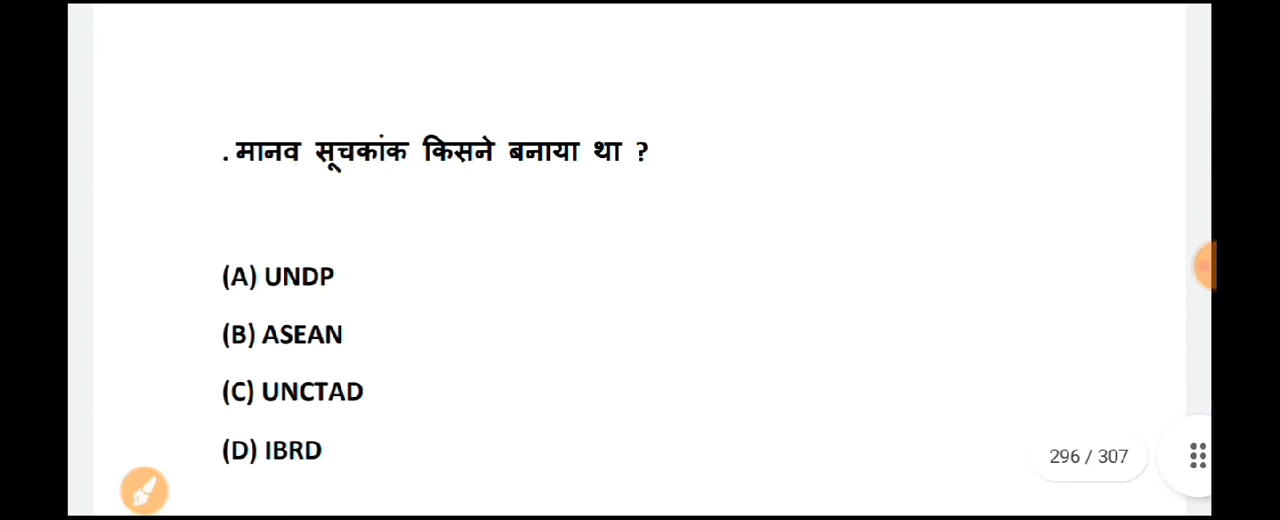 . मानव सूचकांक किसने बनाया था ?
(A) UNDP
(B) ASEAN
(C) UNCTAD
(D) IBRD
296 / 307